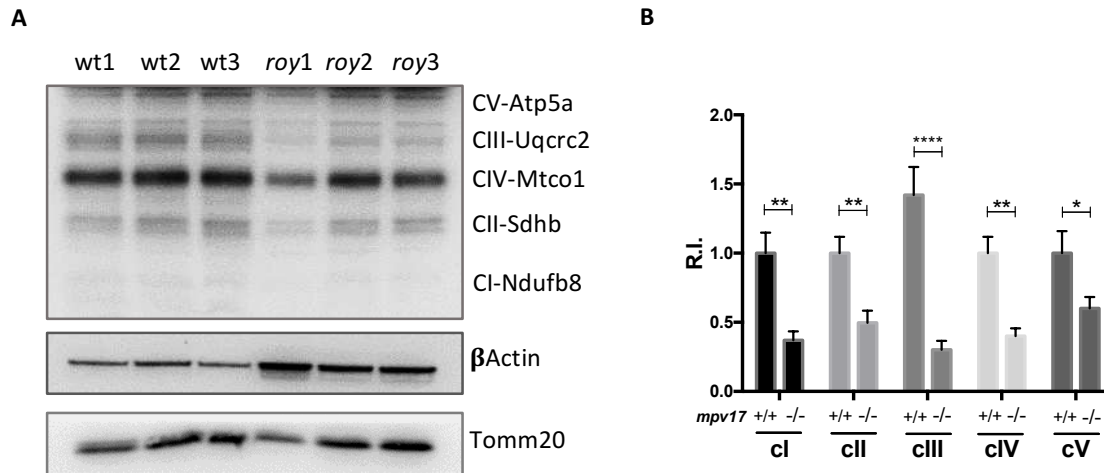 A
wt1 wt2 wt3 roy1 roy2 roy3
CV-Atp5a
CIII-Uqcrc2
CIV-Mtco1
CII-Sdhb
CI-Ndufb8
βActin
Tomm20
B
R.I.
2.0
1.5
1.0
0.5
0.0
** ** **** ** *
mpv17 +/+ -/- +/+ -/- +/+ -/- +/+ -/- +/+ -/-
cI cII cIII cIV cV